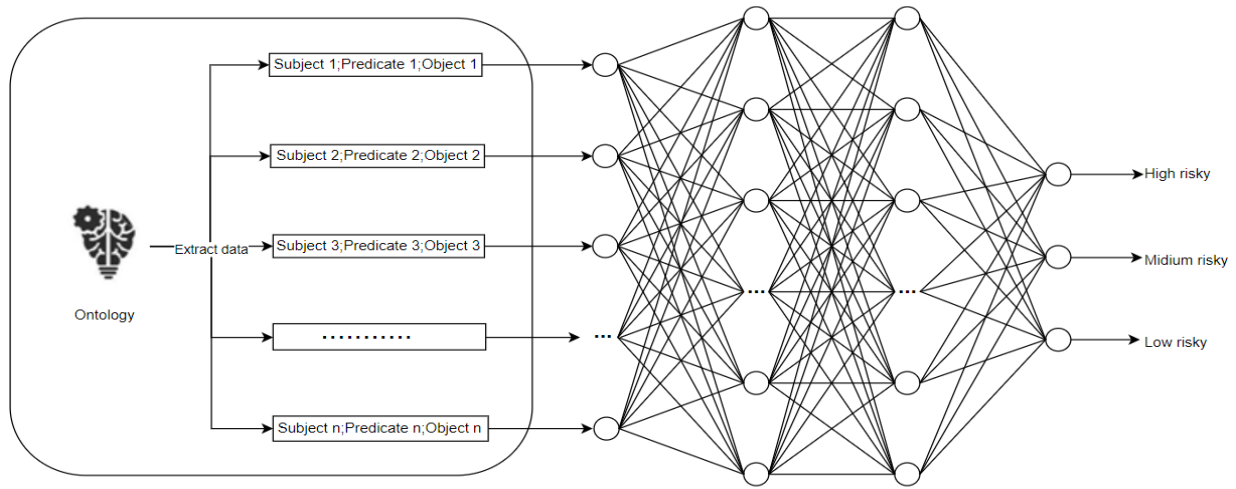 Subject 1;Predicate 1;Object 1
Subject 2;Predicate 2;Object 2
High risky
Extract data
Subject 3;Predicate 3;Object 3
Midium risky
...
...
Ontology
...........
...
Low risky
Subject n;Predicate n;Object n